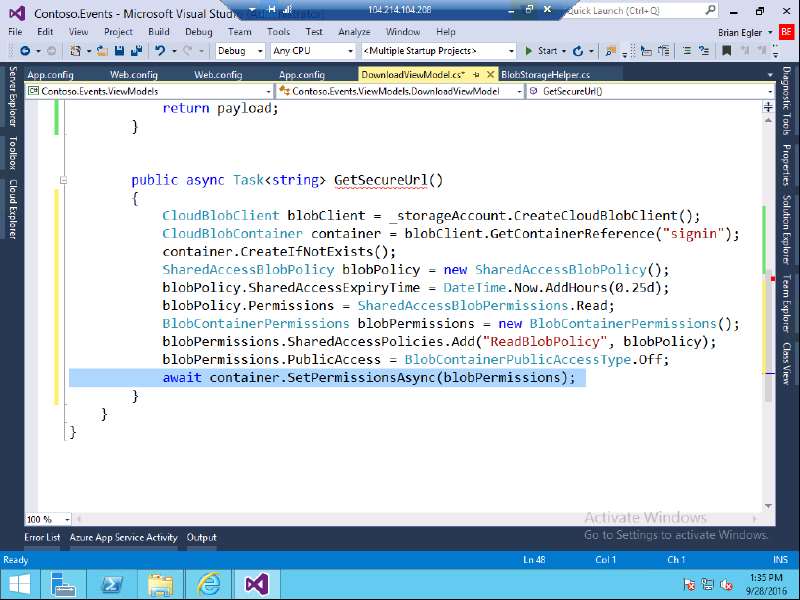 Contoso.Events - Microsoft Visual Stu
104.214.104.208
Quick Launch (Ctrl+Q)
File Edit View Project Build Debug Team Tools Test Analyze Window Help
Brian Egler
BE
Debug Any CPU <Multiple Startup Projects> Start
App.config Web.config Web.config App.config DownloadViewModel.cs* BlobStorageHelper.cs
Contoso.Events.ViewModels Contoso.Events.ViewModels.DownloadViewModel GetSecureUrl()
Server Explorer
Toolbox
Cloud Explorer
return payload;
}
public async Task<string> GetSecureUrl()
{
CloudBlobClient blobClient = _storageAccount.CreateCloudBlobClient();
CloudBlobContainer container = blobClient.GetContainerReference("signin");
container.CreateIfNotExists();
SharedAccessBlobPolicy blobPolicy = new SharedAccessBlobPolicy();
blobPolicy.SharedAccessExpiryTime = DateTime.Now.AddHours(0.25d);
blobPolicy.Permissions = SharedAccessBlobPermissions.Read;
BlobContainerPermissions blobPermissions = new BlobContainerPermissions();
blobPermissions.SharedAccessPolicies.Add("ReadBlobPolicy", blobPolicy);
blobPermissions.PublicAccess = BlobContainerPublicAccessType.Off;
await container.SetPermissionsAsync(blobPermissions);
}
}
}
Diagnostic Tools
Properties
Solution Explorer
Team Explorer
Class View
100 %
Activate Windows
Go to Settings to activate Windows.
Error List Azure App Service Activity Output
Ready Ln 48 Col 1 Ch 1 INS
1:35 PM
9/28/2016